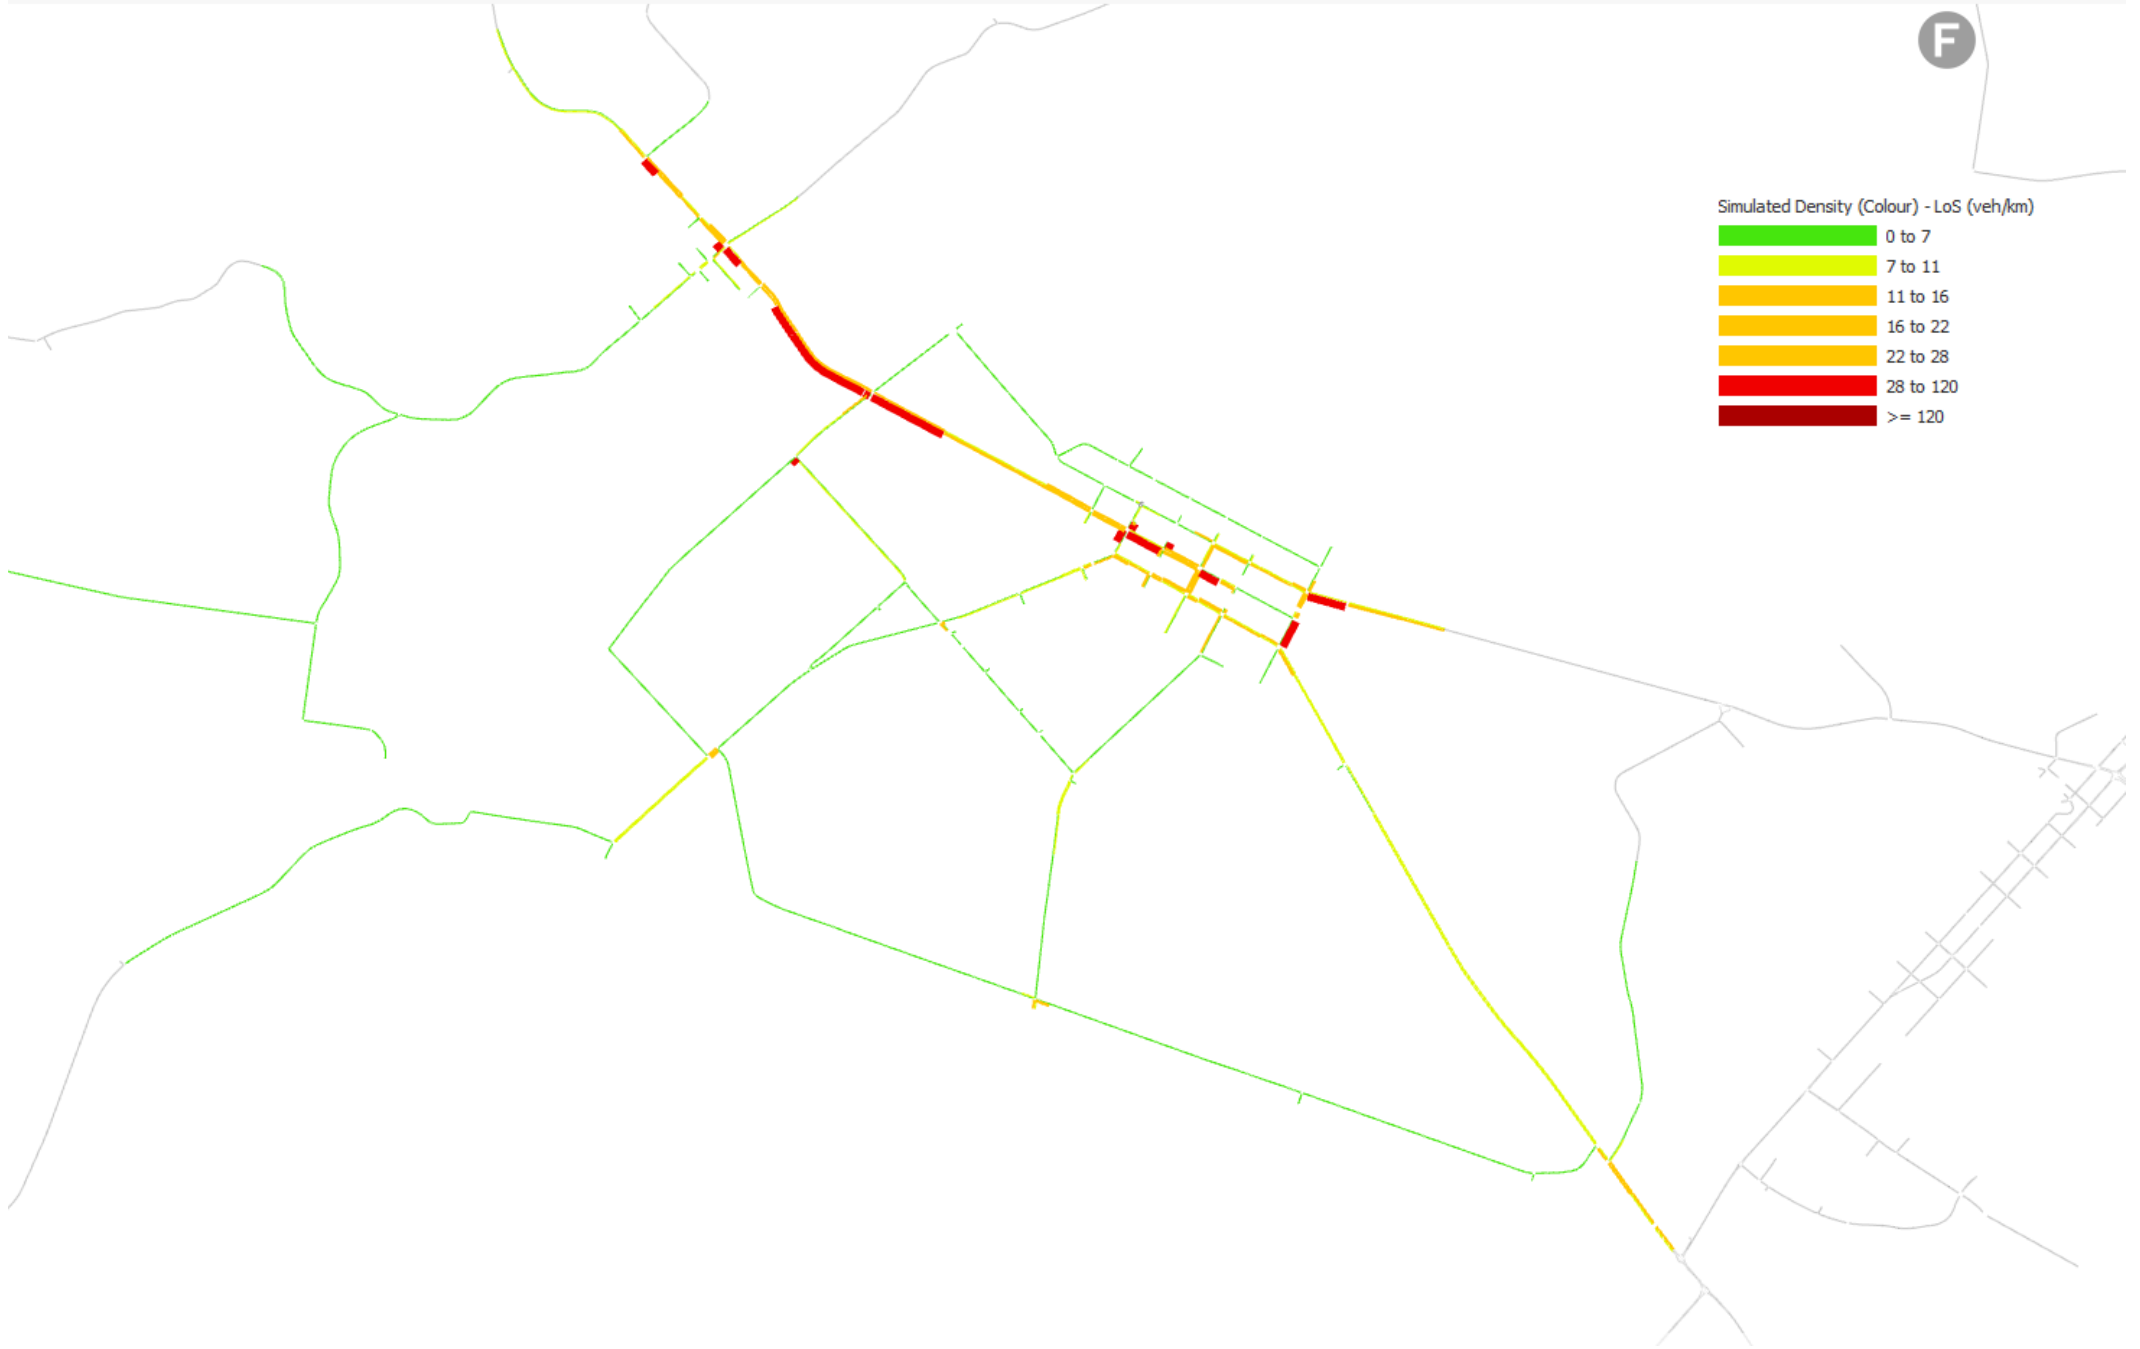 F
Simulated Density (Colour) - LoS (veh/km)
0 to 7
7 to 11
11 to 16
16 to 22
22 to 28
28 to 120
>= 120